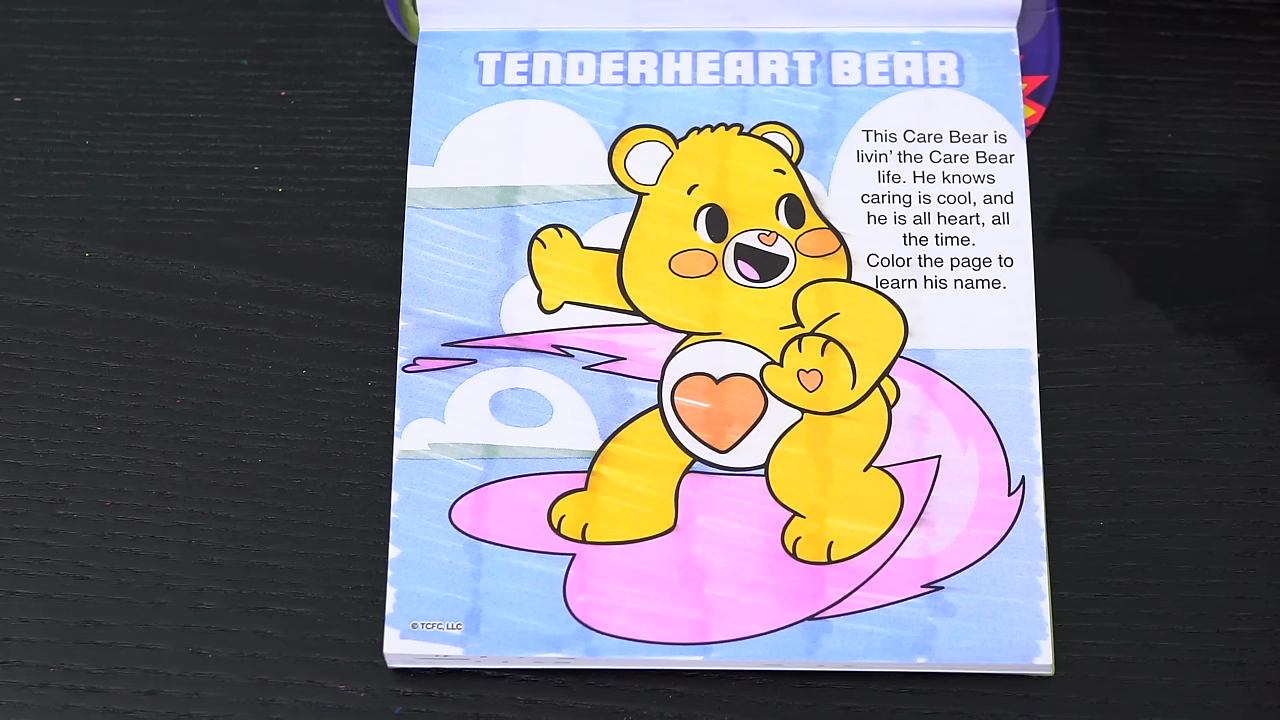 TENDERHEART BEAR
This Care Bear is
livin' the Care Bear
life. He knows
caring is cool, and
he is all heart, all
the time.
Color the page to
learn his name.
© TCFC, LLC